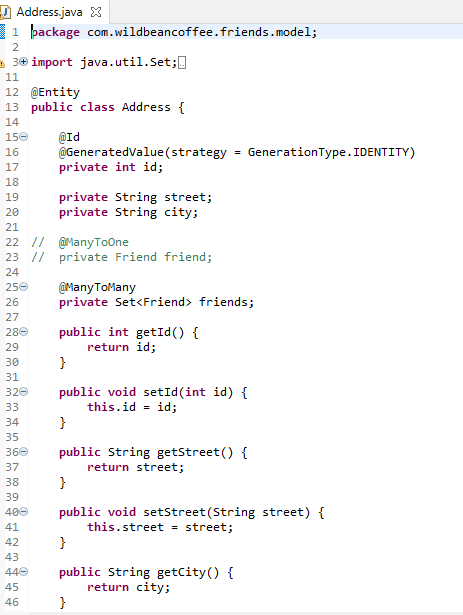 Address.java
1 package com.wildbeancoffee.friends.model;
2
3 import java.util.Set;
11
12 @Entity
13 public class Address {
14
15 @Id
16 @GeneratedValue(strategy = GenerationType.IDENTITY)
17 private int id;
18
19 private String street;
20 private String city;
21
22 // @ManyToOne
23 // private Friend friend;
24
25 @ManyToMany
26 private Set<Friend> friends;
27
28 public int getId() {
29 return id;
30 }
31
32 public void setId(int id) {
33 this.id = id;
34 }
35
36 public String getStreet() {
37 return street;
38 }
39
40 public void setStreet(String street) {
41 this.street = street;
42 }
43
44 public String getCity() {
45 return city;
46 }